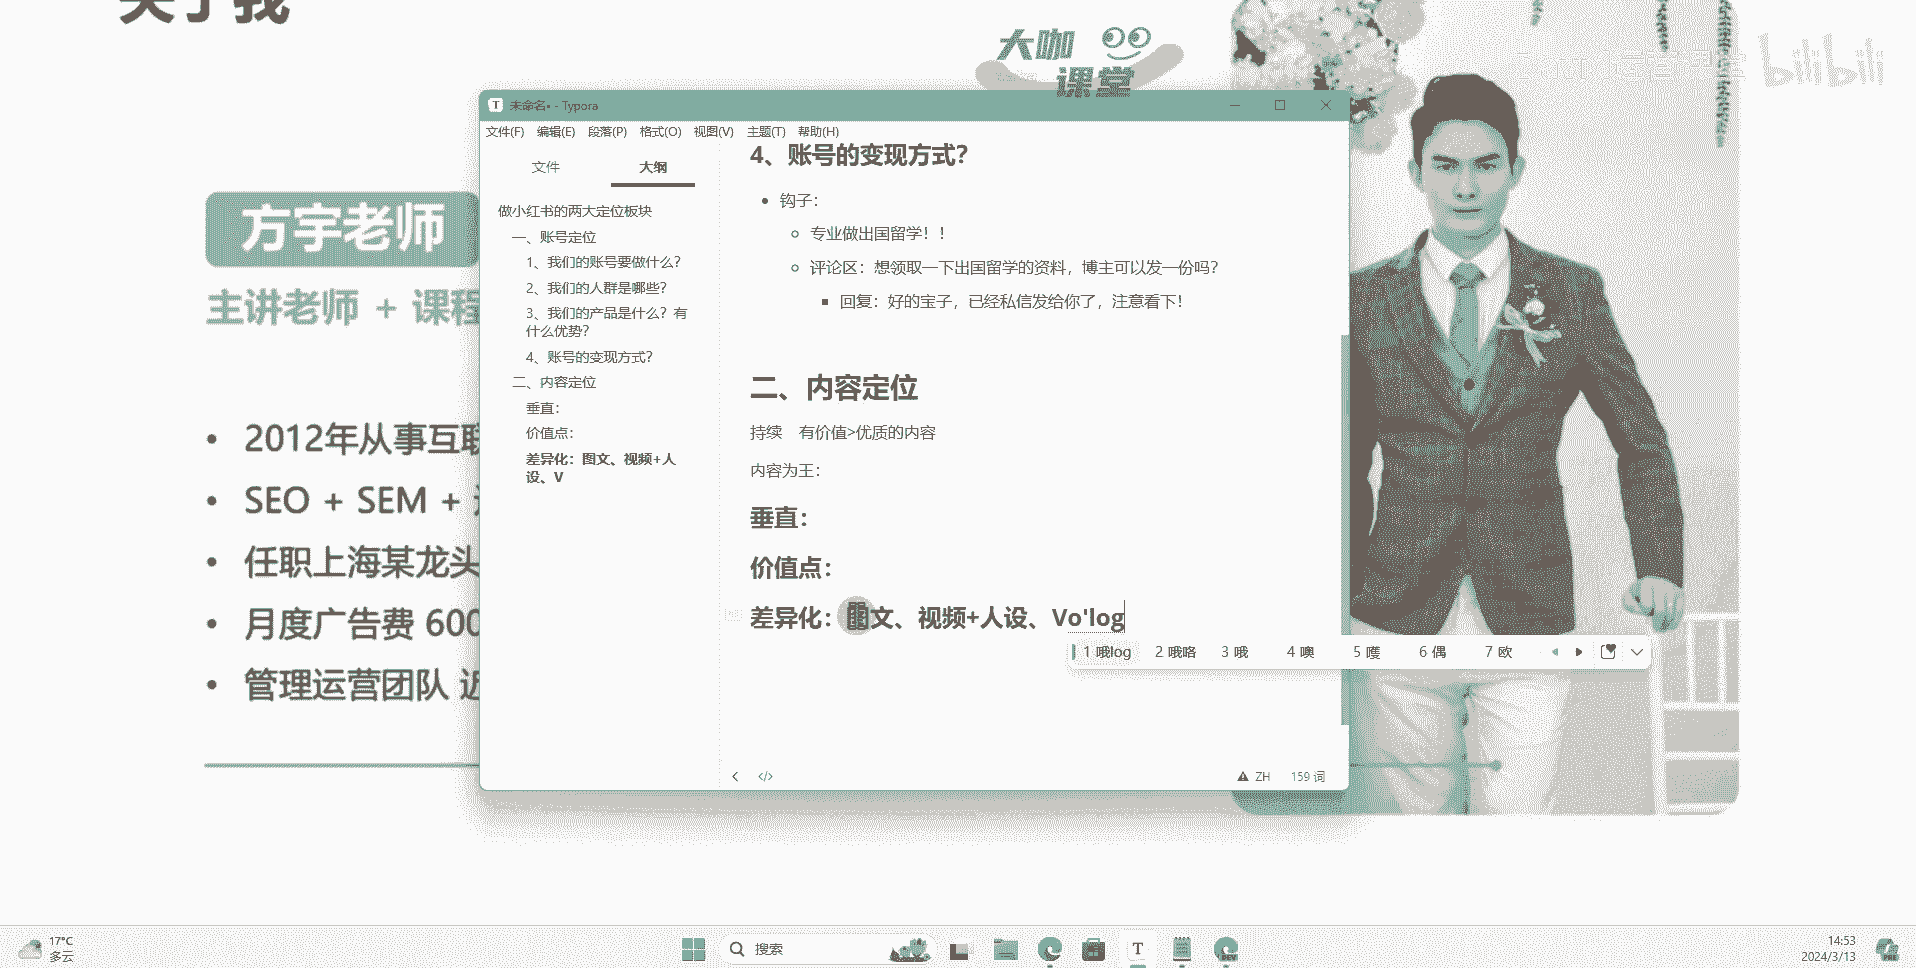 关于我
大咖
课堂
bilibili
方宇老师
主讲老师 + 课程
2012年从事互联
SEO + SEM +
任职上海某龙头
月度广告费 600
管理运营团队 近
未命名• - Typora
文件(F) 编辑(E) 段落(P) 格式(O) 视图(V) 主题(T) 帮助(H)
文件 大纲
做小红书的两大定位板块
一、账号定位
1、我们的账号要做什么？
2、我们的人群是哪些？
3、我们的产品是什么？有
什么优势？
4、账号的变现方式？
二、内容定位
垂直：
价值点：
差异化：图文、视频+人
设、V
4、账号的变现方式？
钩子：
专业做出国留学！！
评论区：想领取一下出国留学的资料，博主可以发一份吗？
回复：好的宝子，已经私信发给你了，注意看下！
二、内容定位
持续 有价值>优质的内容
内容为王：
垂直：
价值点：
差异化：图文、视频+人设、Vo'log
1 哦log 2 哦咯 3 哦 4 噢 5 嚄 6 偶 7 欧
ZH 159 词
17°C
多云
搜索
T
DEV
14:53
2024/3/13
PRE